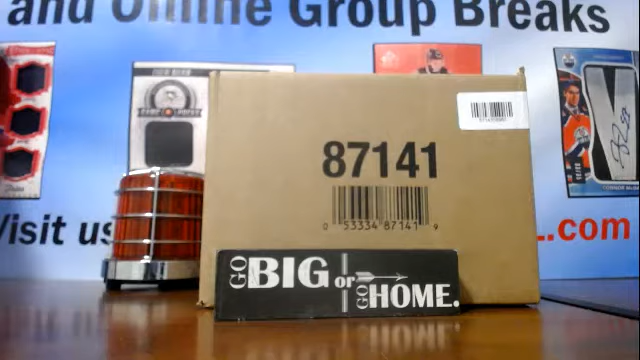 and Online Group Breaks
87141
0 53334 87141 9
Visit us
.com
GO BIG or GO HOME.